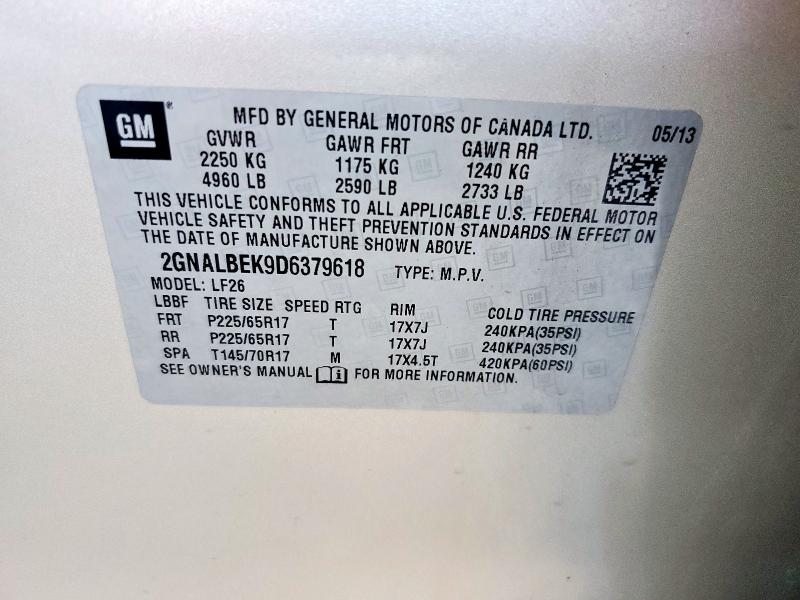 GM®
MFD BY GENERAL MOTORS OF CANADA LTD. 05/13
GVWR GAWR FRT GAWR RR
2250 KG 1175 KG 1240 KG
4960 LB 2590 LB 2733 LB
THIS VEHICLE CONFORMS TO ALL APPLICABLE U.S. FEDERAL MOTOR
VEHICLE SAFETY AND THEFT PREVENTION STANDARDS IN EFFECT ON
THE DATE OF MANUFACTURE SHOWN ABOVE.
2GNALBEK9D6379618 TYPE: M.P.V.
MODEL: LF26
LBBF TIRE SIZE SPEED RTG RIM COLD TIRE PRESSURE
FRT P225/65R17 T 17X7J 240KPA(35PSI)
RR P225/65R17 T 17X7J 240KPA(35PSI)
SPA T145/70R17 M 17X4.5T 420KPA(60PSI)
SEE OWNER'S MANUAL FOR MORE INFORMATION.